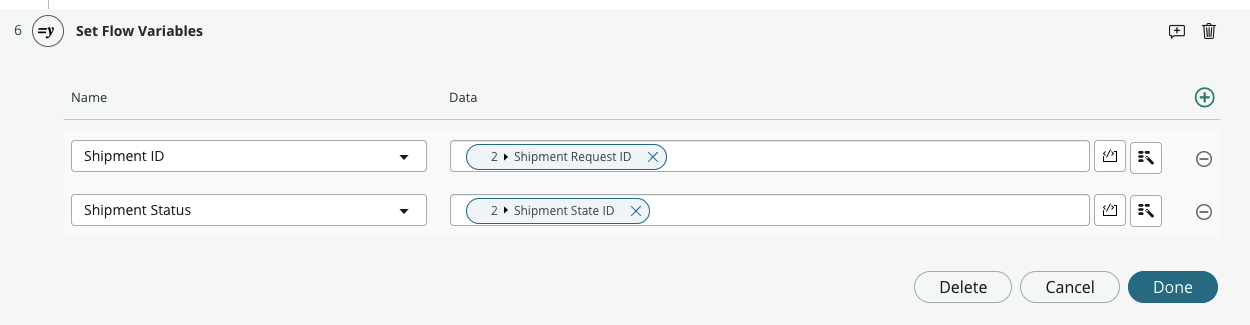 6 =y Set Flow Variables
Name Data
Shipment ID 2 ▸ Shipment Request ID
Shipment Status 2 ▸ Shipment State ID
Delete Cancel Done